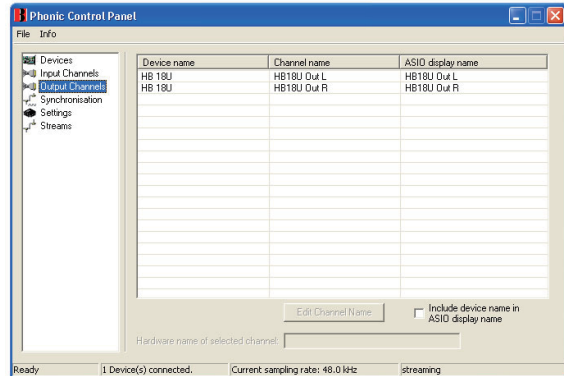 Phonic Control Panel
File Info
Devices
Input Channels
Output Channels
Synchronisation
Settings
Streams
Device name Channel name ASIO display name
HB 18U HB18U Out L HB18U Out L
HB 18U HB18U Out R HB18U Out R
Edit Channel Name
Include device name in
ASIO display name
Hardware name of selected channel:
Ready 1 Device(s) connected. Current sampling rate: 48.0 kHz streaming